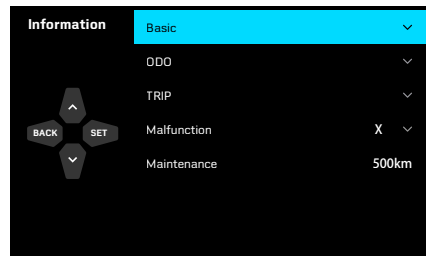 Information
Basic
ODO
TRIP
BACK SET
Malfunction X
Maintenance 500km